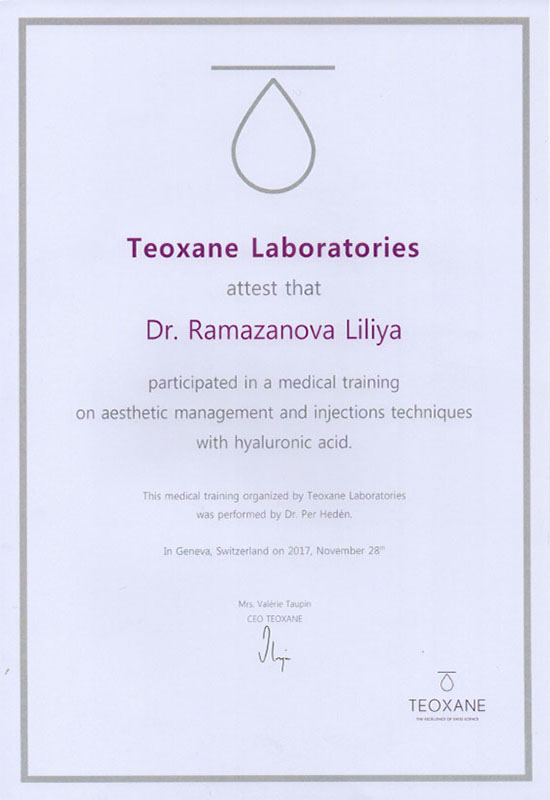 Teoxane Laboratories
attest that
Dr. Ramazanova Liliya
participated in a medical training
on aesthetic management and injections techniques
with hyaluronic acid.
This medical training organized by Teoxane Laboratories
was performed by Dr. Per Hedén.
In Geneva, Switzerland on 2017, November 28th
Mrs. Valérie Taupin
CEO TEOXANE
TEOXANE
THE EXCELLENCE OF SWISS SCIENCE